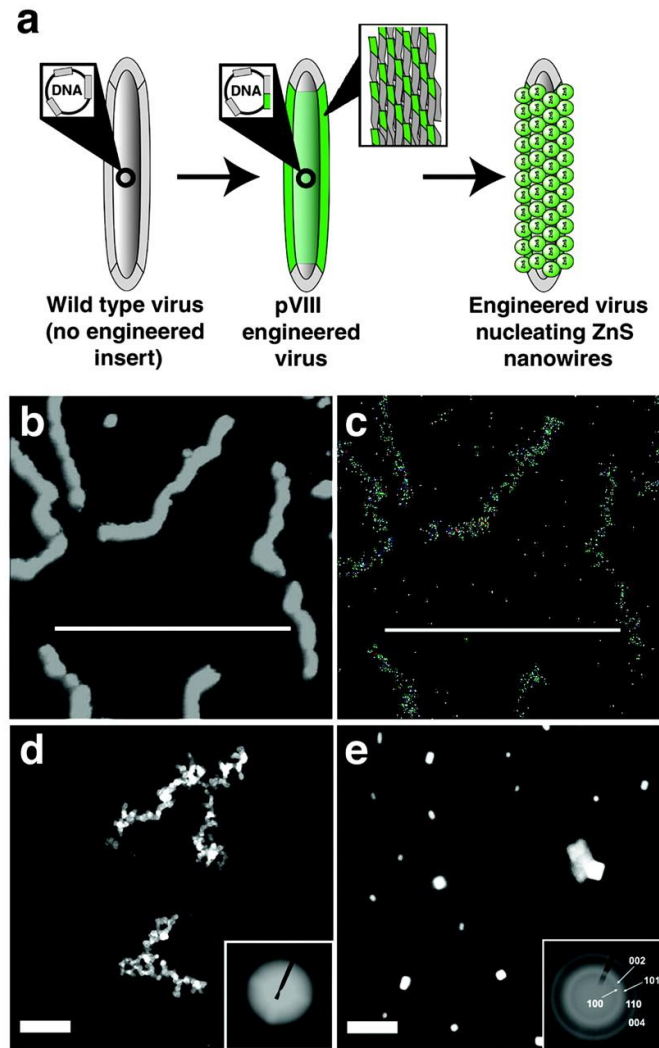 a
DNA
DNA
Wild type virus
(no engineered
insert)
pVIII
engineered
virus
Engineered virus
nucleating ZnS
nanowires
b
c
d
e
002
101
100
110
004